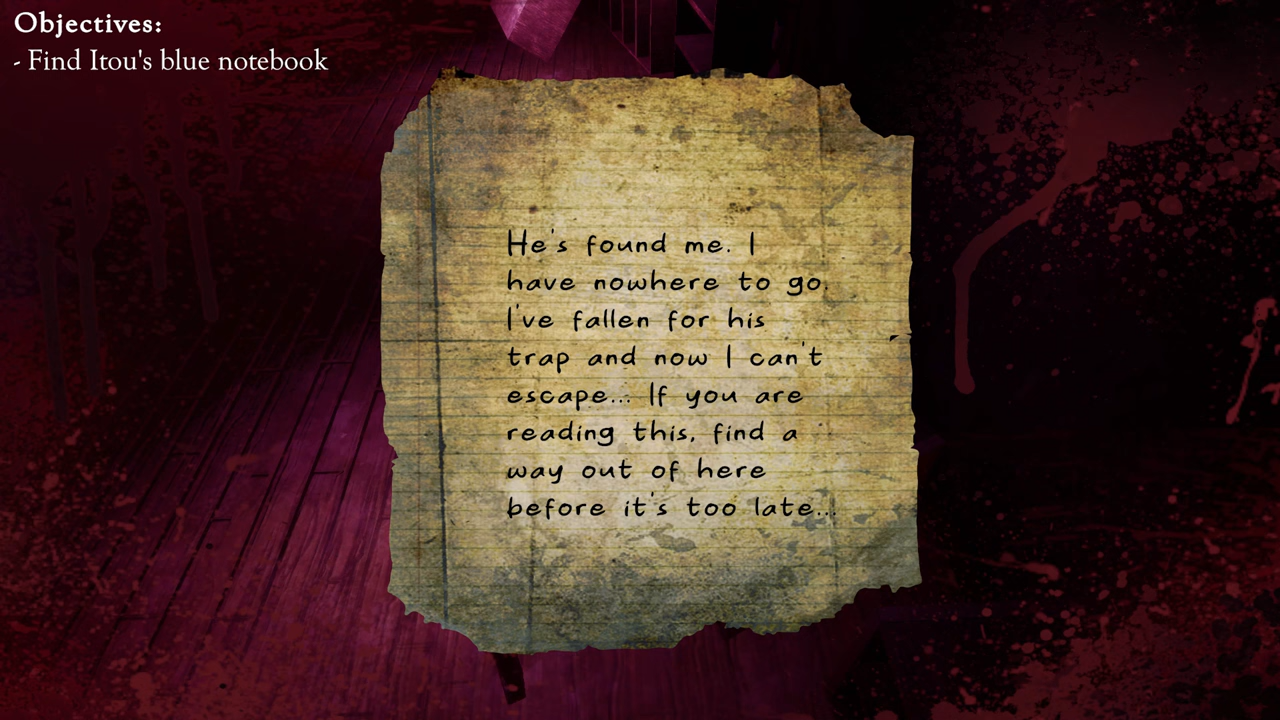 Objectives:
- Find Itou's blue notebook
He's found me. I
have nowhere to go.
I've fallen for his
trap and now I can't
escape... If you are
reading this, find a
way out of here
before it's too late...